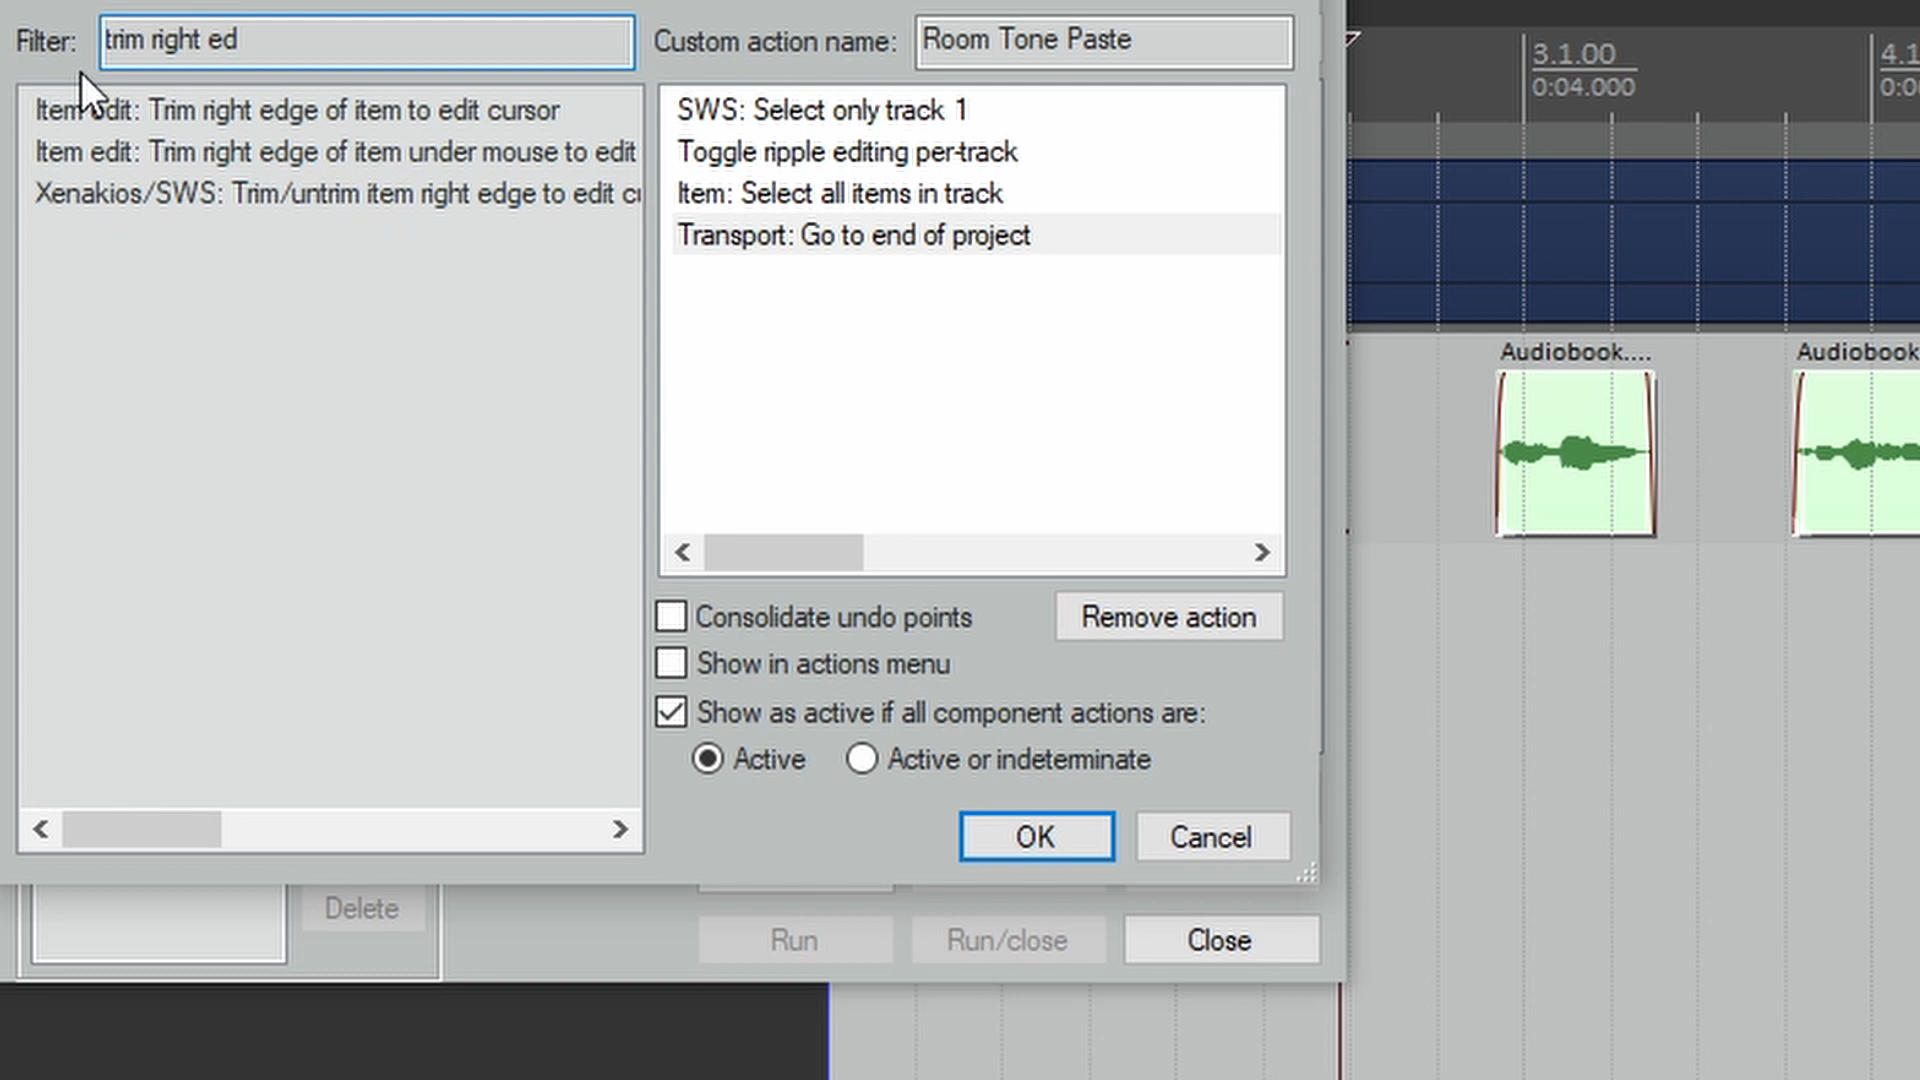 Filter:
trim right ed
Custom action name:
Room Tone Paste
Item edit: Trim right edge of item to edit cursor
Item edit: Trim right edge of item under mouse to edit
Xenakios/SWS: Trim/untrim item right edge to edit cu
SWS: Select only track 1
Toggle ripple editing per-track
Item: Select all items in track
Transport: Go to end of project
Consolidate undo points
Remove action
Show in actions menu
Show as active if all component actions are:
Active
Active or indeterminate
OK
Cancel
Delete
Run
Run/close
Close
3.1.00
0:04.000
4.1
0:0
Audiobook....
Audiobook